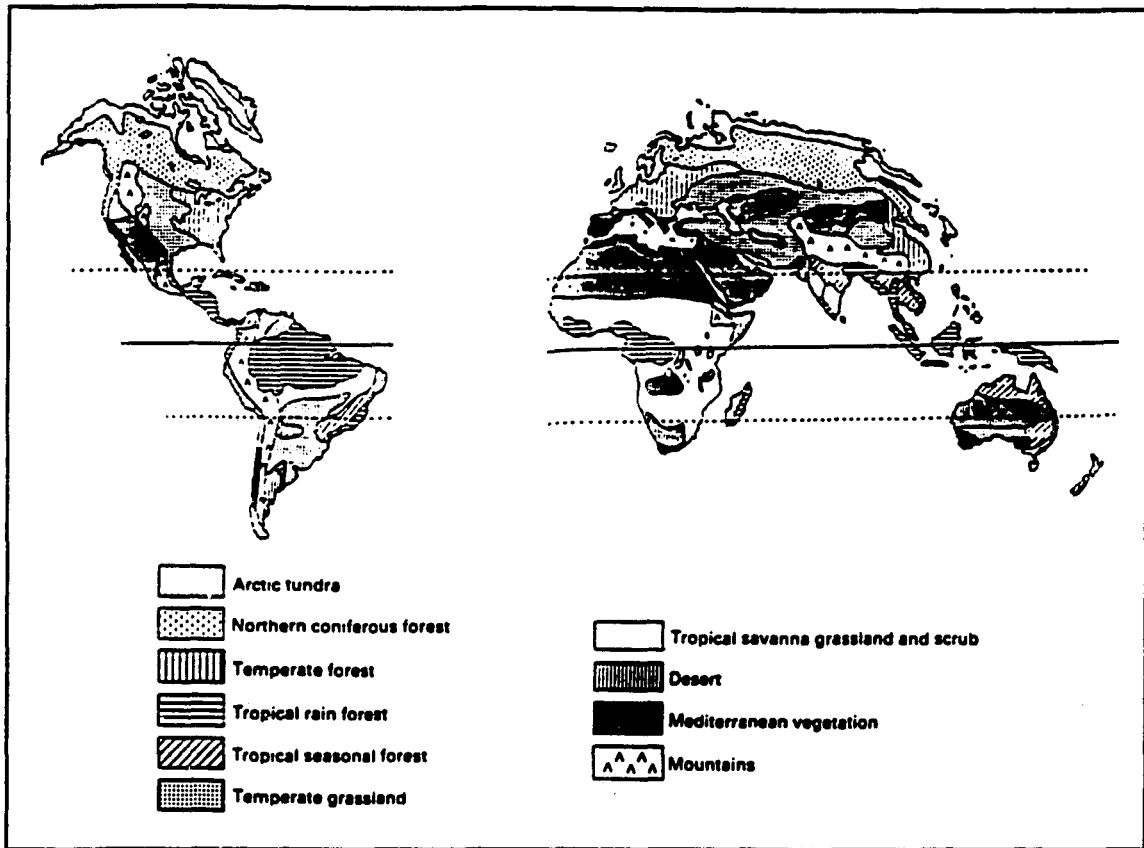 Arctic tundra
Northern coniferous forest
Temperate forest
Tropical rain forest
Tropical seasonal forest
Temperate grassland
Tropical savanna grassland and scrub
Desert
Mediterranean vegetation
Mountains